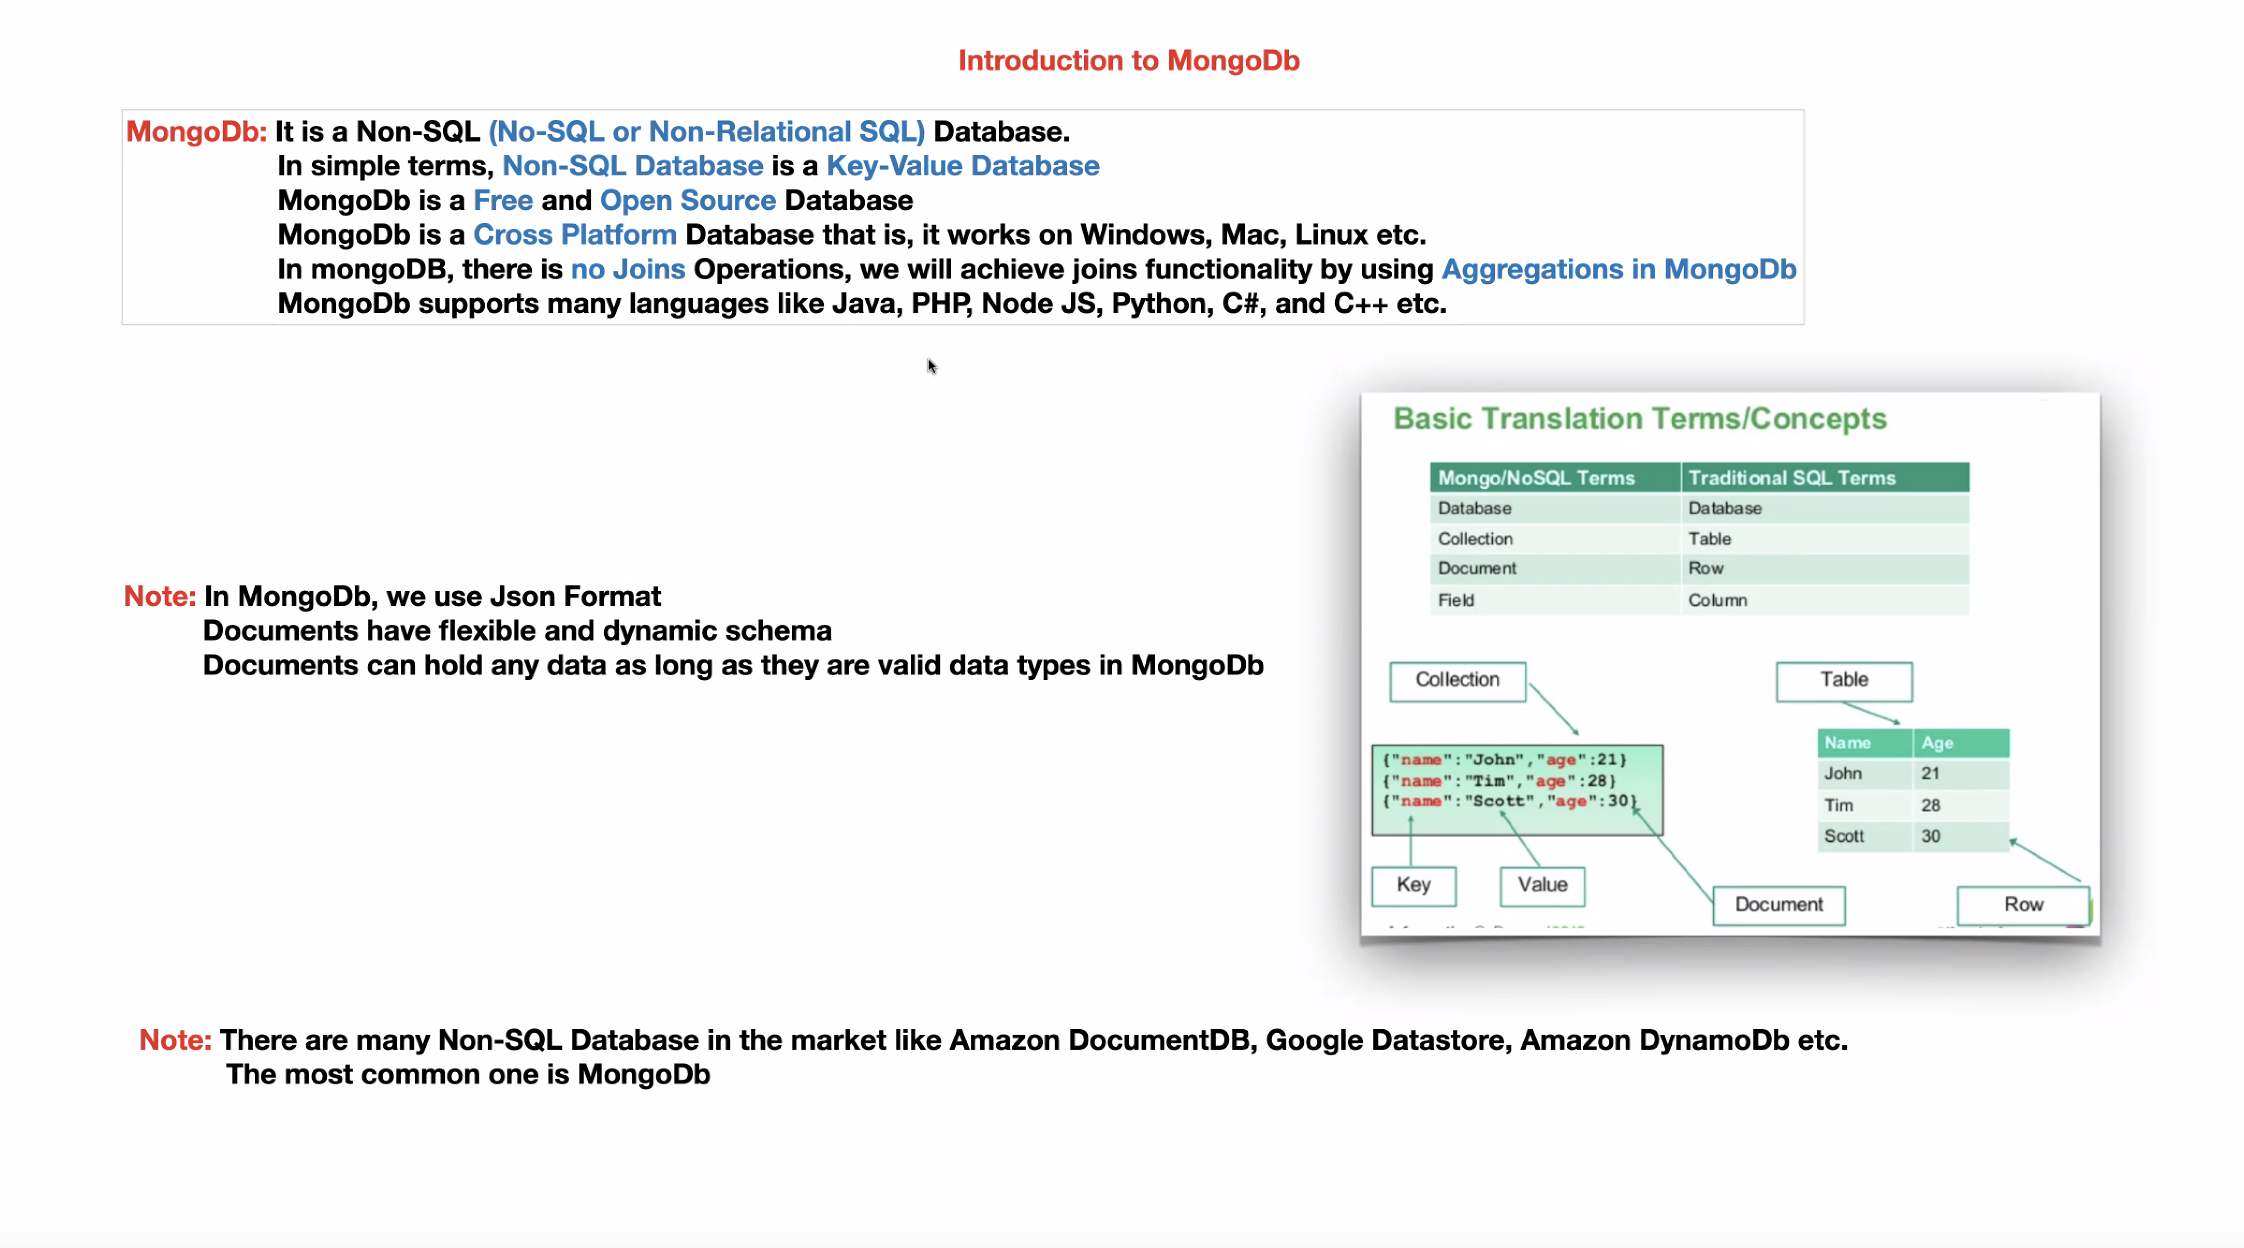 Introduction to MongoDb
MongoDb: It is a Non-SQL (No-SQL or Non-Relational SQL) Database.
In simple terms, Non-SQL Database is a Key-Value Database
MongoDb is a Free and Open Source Database
MongoDb is a Cross Platform Database that is, it works on Windows, Mac, Linux etc.
In mongoDB, there is no Joins Operations, we will achieve joins functionality by using Aggregations in MongoDb
MongoDb supports many languages like Java, PHP, Node JS, Python, C#, and C++ etc.
Note: In MongoDb, we use Json Format
Documents have flexible and dynamic schema
Documents can hold any data as long as they are valid data types in MongoDb
Basic Translation Terms/Concepts
Mongo/NoSQL Terms Traditional SQL Terms
Database Database
Collection Table
Document Row
Field Column
Collection
{"name":"John","age":21}
{"name":"Tim","age":28}
{"name":"Scott","age":30}
Key
Value
Document
Table
Name Age
John 21
Tim 28
Scott 30
Row
Note: There are many Non-SQL Database in the market like Amazon DocumentDB, Google Datastore, Amazon DynamoDb etc.
The most common one is MongoDb